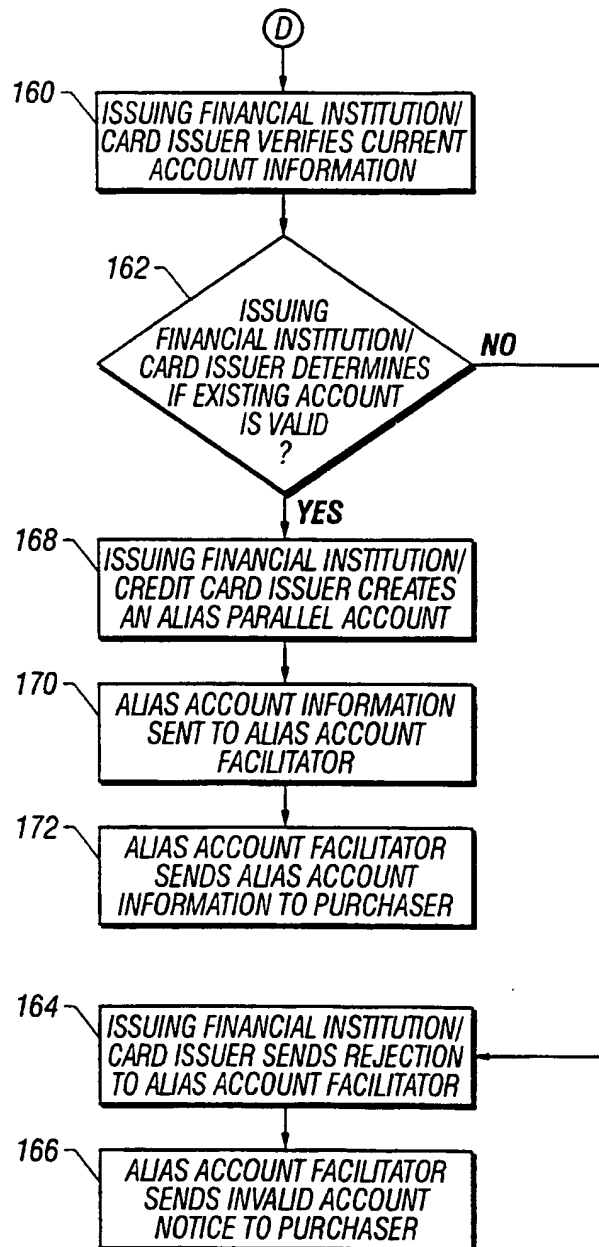 D
160
ISSUING FINANCIAL INSTITUTION/
CARD ISSUER VERIFIES CURRENT
ACCOUNT INFORMATION
162
ISSUING
FINANCIAL INSTITUTION/
CARD ISSUER DETERMINES
IF EXISTING ACCOUNT
IS VALID
?
NO
YES
168
ISSUING FINANCIAL INSTITUTION/
CREDIT CARD ISSUER CREATES
AN ALIAS PARALLEL ACCOUNT
170
ALIAS ACCOUNT INFORMATION
SENT TO ALIAS ACCOUNT
FACILITATOR
172
ALIAS ACCOUNT FACILITATOR
SENDS ALIAS ACCOUNT
INFORMATION TO PURCHASER
164
ISSUING FINANCIAL INSTITUTION/
CARD ISSUER SENDS REJECTION
TO ALIAS ACCOUNT FACILITATOR
166
ALIAS ACCOUNT FACILITATOR
SENDS INVALID ACCOUNT
NOTICE TO PURCHASER